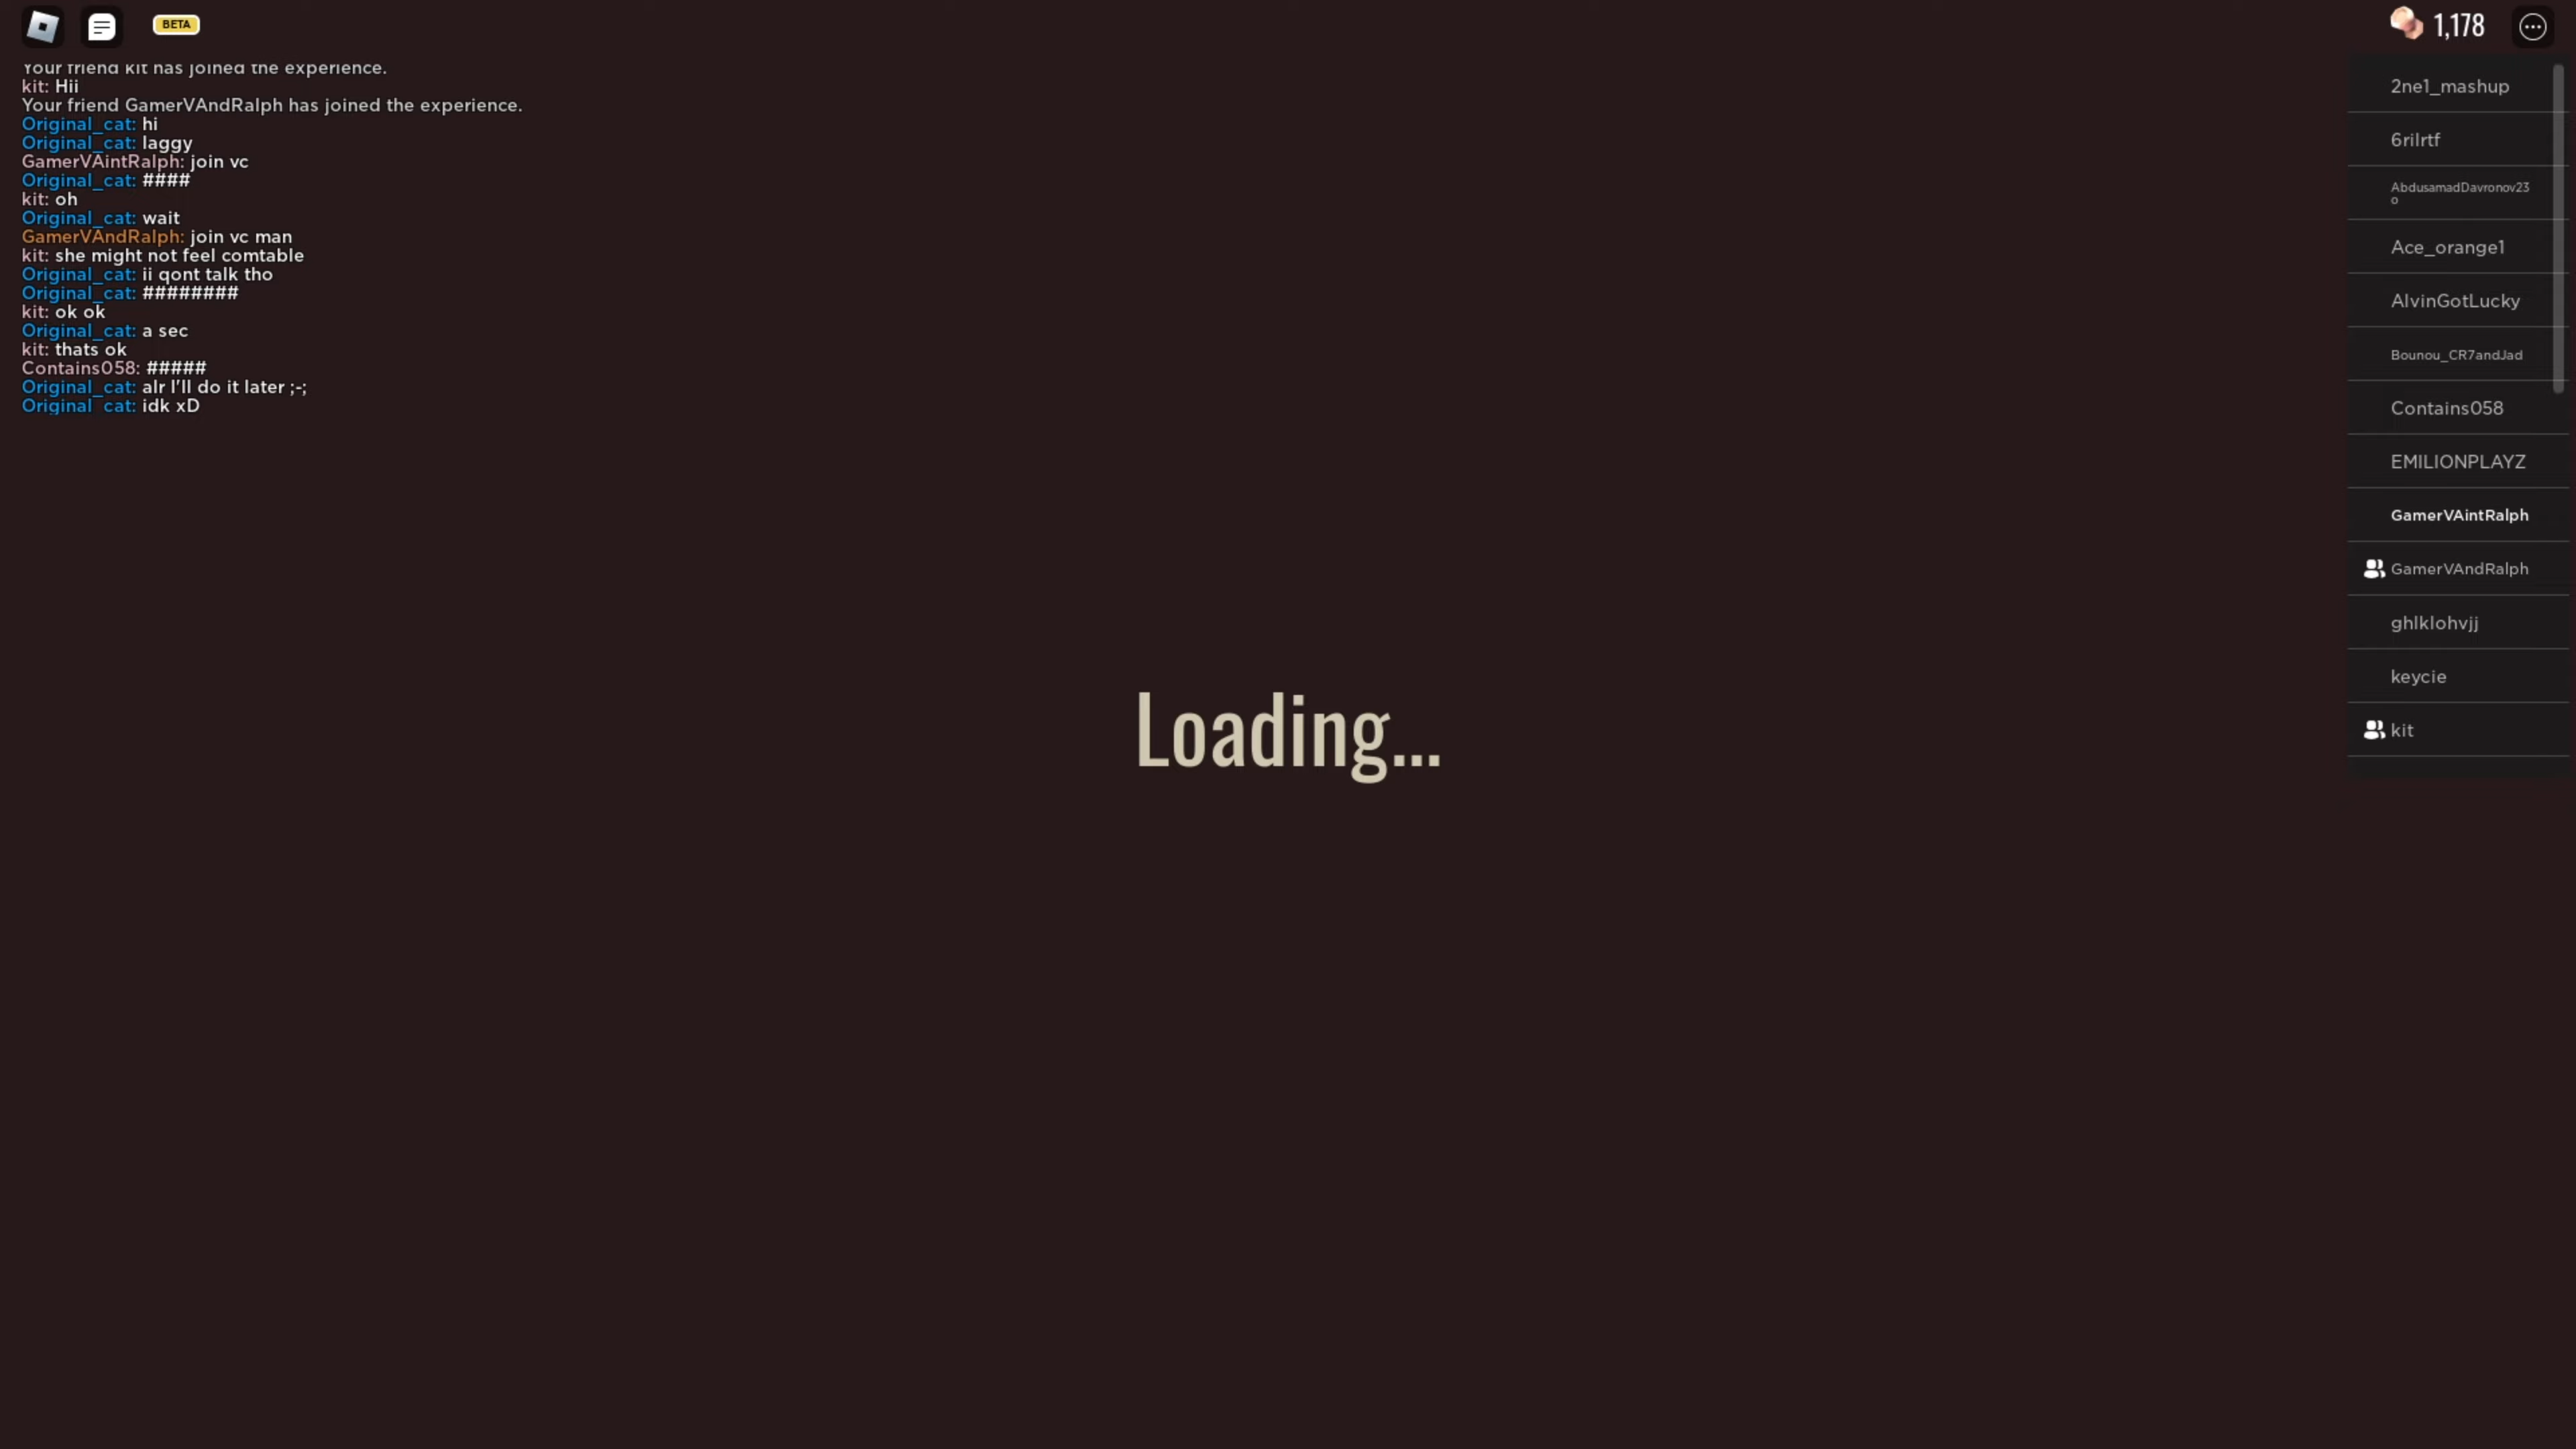 BETA
1,178
Your friend kit has joined the experience.
kit: Hii
Your friend GamerVAndRalph has joined the experience.
Original_cat: hi
Original_cat: laggy
GamerVAintRalph: join vc
Original_cat: ####
kit: oh
Original_cat: wait
GamerVAndRalph: join vc man
kit: she might not feel comtable
Original_cat: ii qont talk tho
Original_cat: ########
kit: ok ok
Original_cat: a sec
kit: thats ok
Contains058: #####
Original_cat: alr I'll do it later ;-;
Original_cat: idk xD
Loading...
2ne1_mashup
6rilrtf
AbdusamadDavronov23
o
Ace_orange1
AlvinGotLucky
Bounou_CR7andJad
Contains058
EMILIONPLAYZ
GamerVAintRalph
GamerVAndRalph
ghlklohvjj
keycie
kit